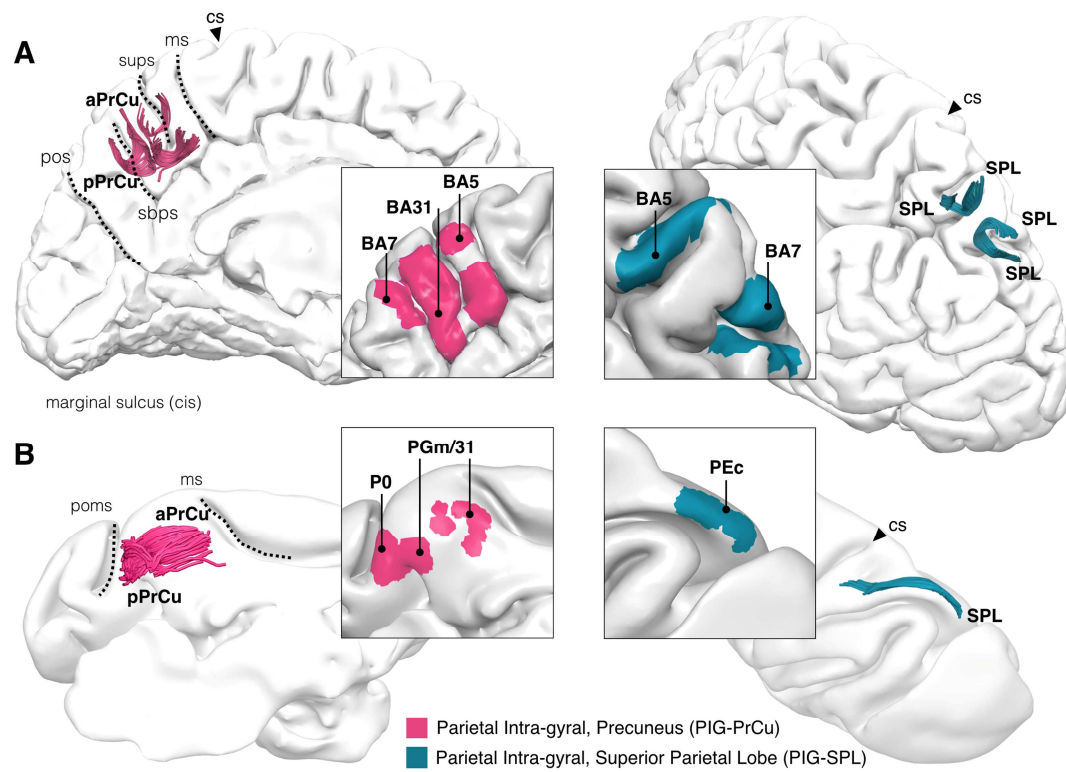 A
cs
ms
sups
aPrCu
pos
pPrCu
sbps
BA5
BA31
BA7
marginal sulcus (cis)
cs
SPL
SPL
SPL
SPL
BA5
BA7
B
ms
poms
aPrCu
pPrCu
PGm/31
P0
PEc
cs
SPL
Parietal Intra-gyral, Precuneus (PIG-PrCu)
Parietal Intra-gyral, Superior Parietal Lobe (PIG-SPL)